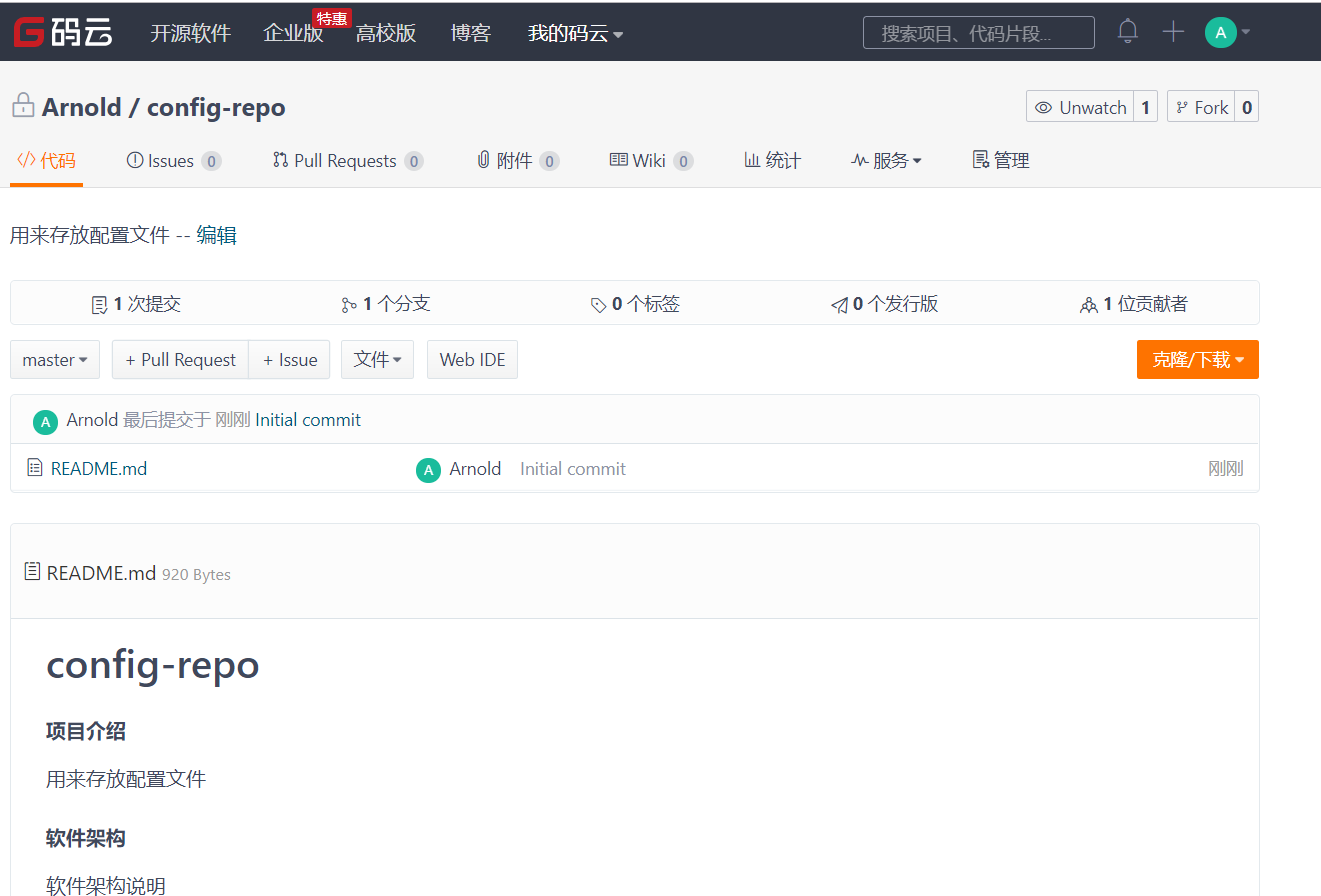 G码云 开源软件 企业版 特惠 高校版 博客 我的码云 搜索项目、代码片段... A
Arnold / config-repo Unwatch 1 Fork 0
代码 Issues 0 Pull Requests 0 附件 0 Wiki 0 统计 服务 管理
用来存放配置文件 -- 编辑
1 次提交 1 个分支 0 个标签 0 个发行版 1 位贡献者
master + Pull Request + Issue 文件 Web IDE 克隆/下载
A Arnold 最后提交于 刚刚 Initial commit
README.md A Arnold Initial commit 刚刚
README.md 920 Bytes
config-repo
项目介绍
用来存放配置文件
软件架构
软件架构说明